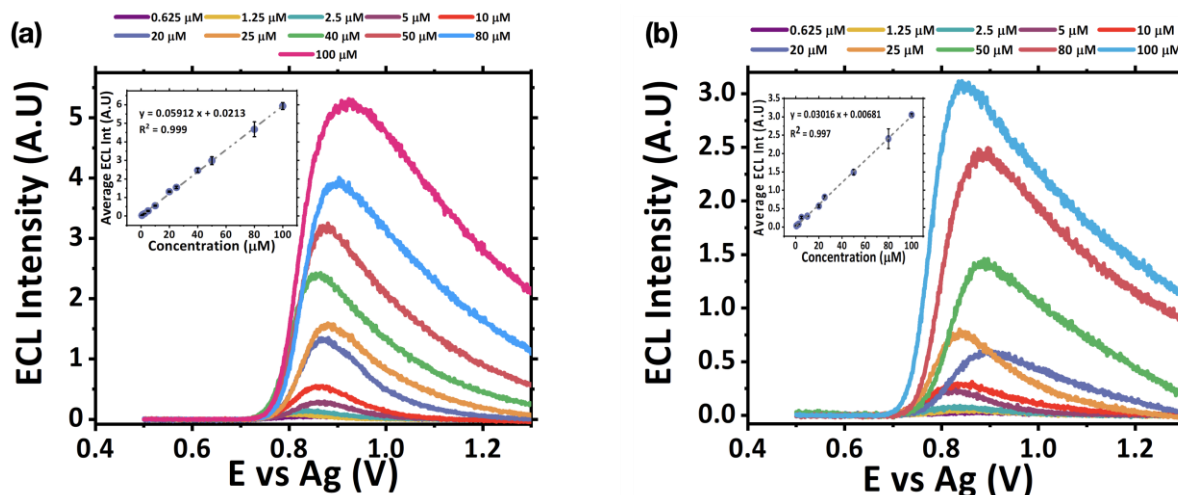 (a)
0.625 μM 1.25 μM 2.5 μM 5 μM 10 μM
20 μM 25 μM 40 μM 50 μM 80 μM
100 μM
ECL Intensity (A.U)
5
4
3
2
1
0
0.4 0.6 0.8 1.0 1.2
E vs Ag (V)
Average ECL Int (A.U)
6
5
4
3
2
1
0
y = 0.05912 x + 0.0213
R² = 0.999
0 20 40 60 80 100
Concentration (μM)
(b)
0.625 μM 1.25 μM 2.5 μM 5 μM 10 μM
20 μM 25 μM 50 μM 80 μM 100 μM
ECL Intensity (A.U)
3.0
2.5
2.0
1.5
1.0
0.5
0.0
0.4 0.6 0.8 1.0 1.2
E vs Ag (V)
Average ECL Int (A.U)
3.5
3.0
2.5
2.0
1.5
1.0
0.5
0.0
y = 0.03016 x + 0.00681
R² = 0.997
0 20 40 60 80 100
Concentration (μM)